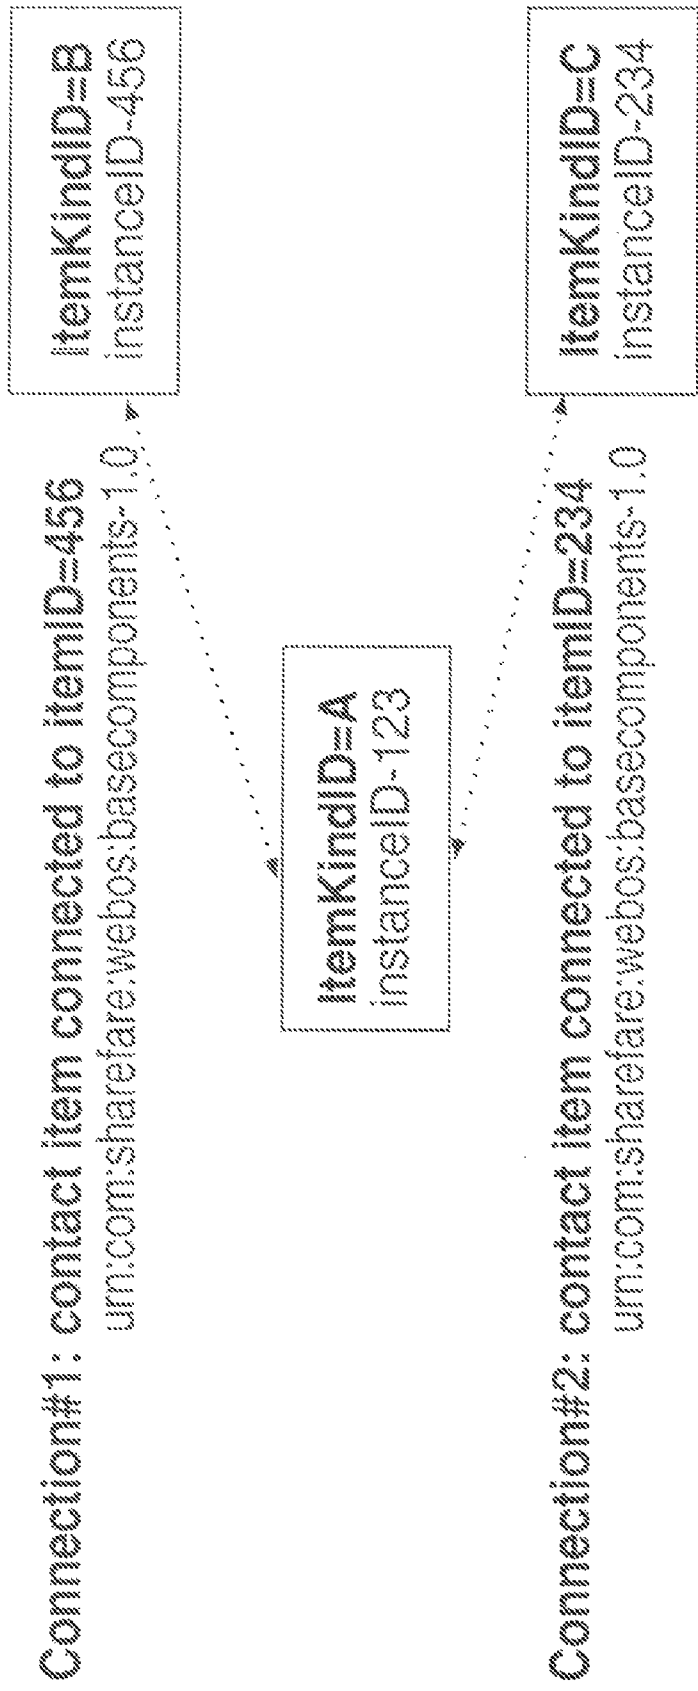 Connection#1: contact item connected to itemID=456
urn:com:sharefare:webos:basecomponents-1.0
ItemKindID=B
instanceID-456
ItemKindID=A
instanceID-123
Connection#2: contact item connected to itemID=234
urn:com:sharefare:webos:basecomponents-1.0
ItemKindID=C
instanceID-234